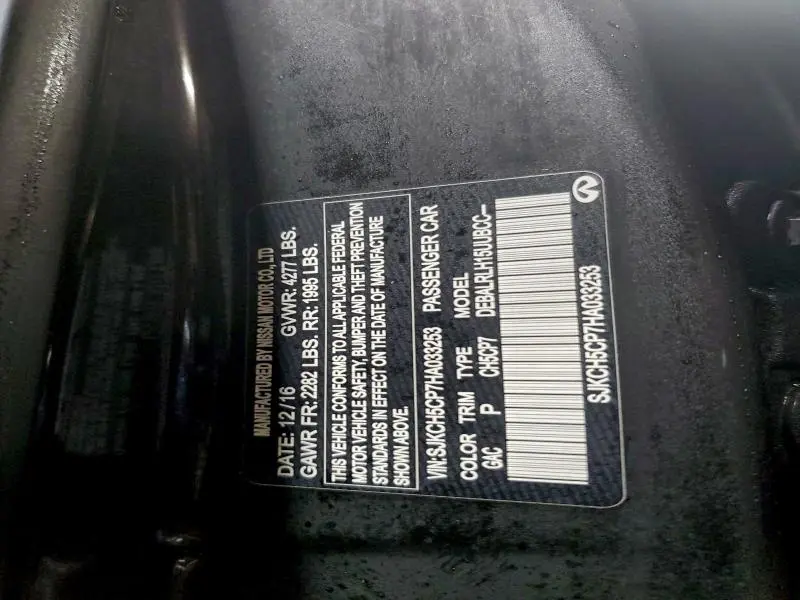 MANUFACTURED BY NISSAN MOTOR CO., LTD
DATE: 12/16 GVWR: 4277 LBS.
GAWR FR: 2282 LBS. RR: 1995 LBS.
THIS VEHICLE CONFORMS TO ALL APPLICABLE FEDERAL
MOTOR VEHICLE SAFETY, BUMPER AND THEFT PREVENTION
STANDARDS IN EFFECT ON THE DATE OF MANUFACTURE
SHOWN ABOVE.
VIN:SJKCH5CP7HA033253 PASSENGER CAR
COLOR TRIM TYPE MODEL
GAC P CH5CP7 DEBALRLH15UUBCC--
SJKCH5CP7HA033253